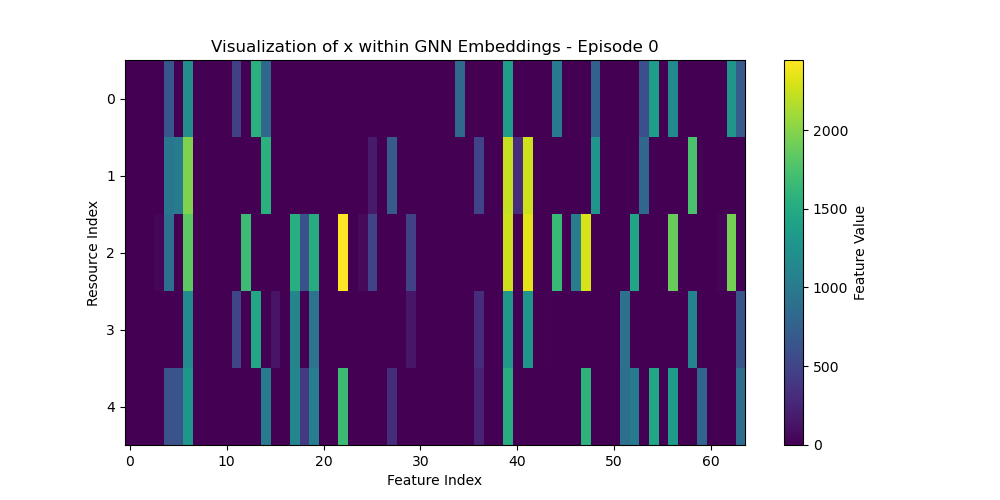 Visualization of x within GNN Embeddings - Episode 0
Resource Index
0
1
2
3
4
0 10 20 30 40 50 60
Feature Index
2000
1500
1000
500
0
Feature Value